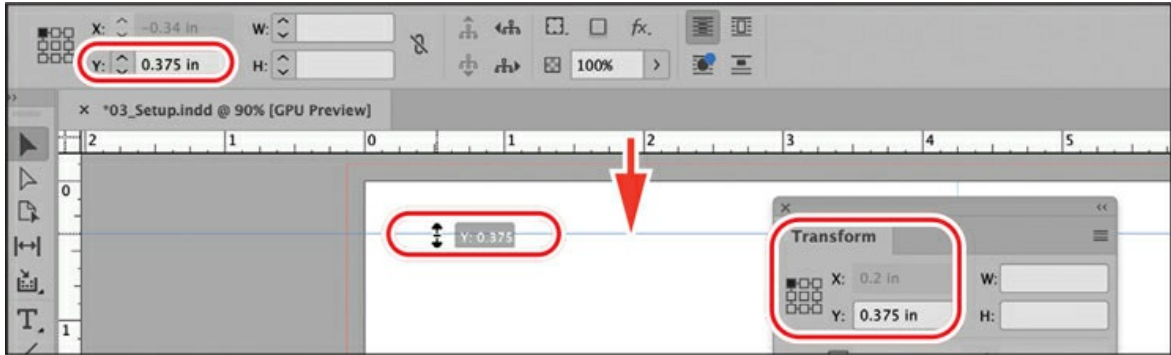 X: -0.34 in W:
Y: 0.375 in H:
fx.
100%
× *03_Setup.indd @ 90% [GPU Preview]
2 1 0 1 2 3 4 5
0
Y: 0.375
Transform
X: 0.2 in W:
Y: 0.375 in H:
T
1